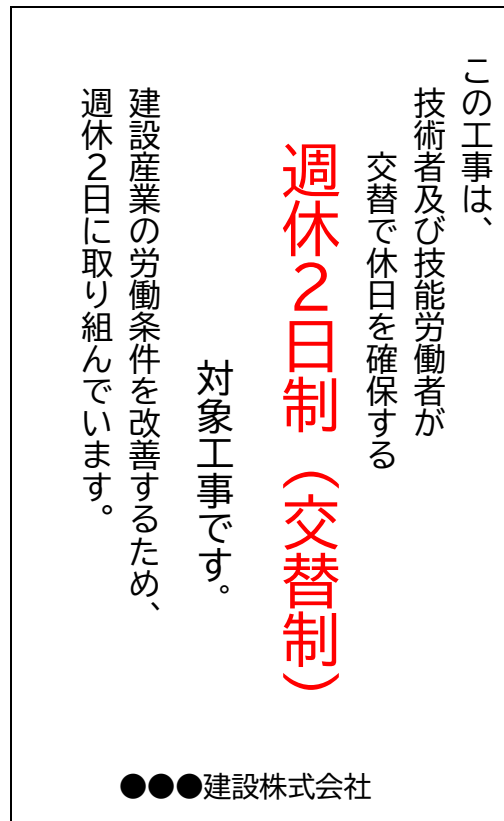 この工事は、
技術者及び技能労働者が
交替で休日を確保する
週休２日制（交替制）
対象工事です。
建設産業の労働条件を改善するため、
週休２日に取り組んでいます。
●●●建設株式会社